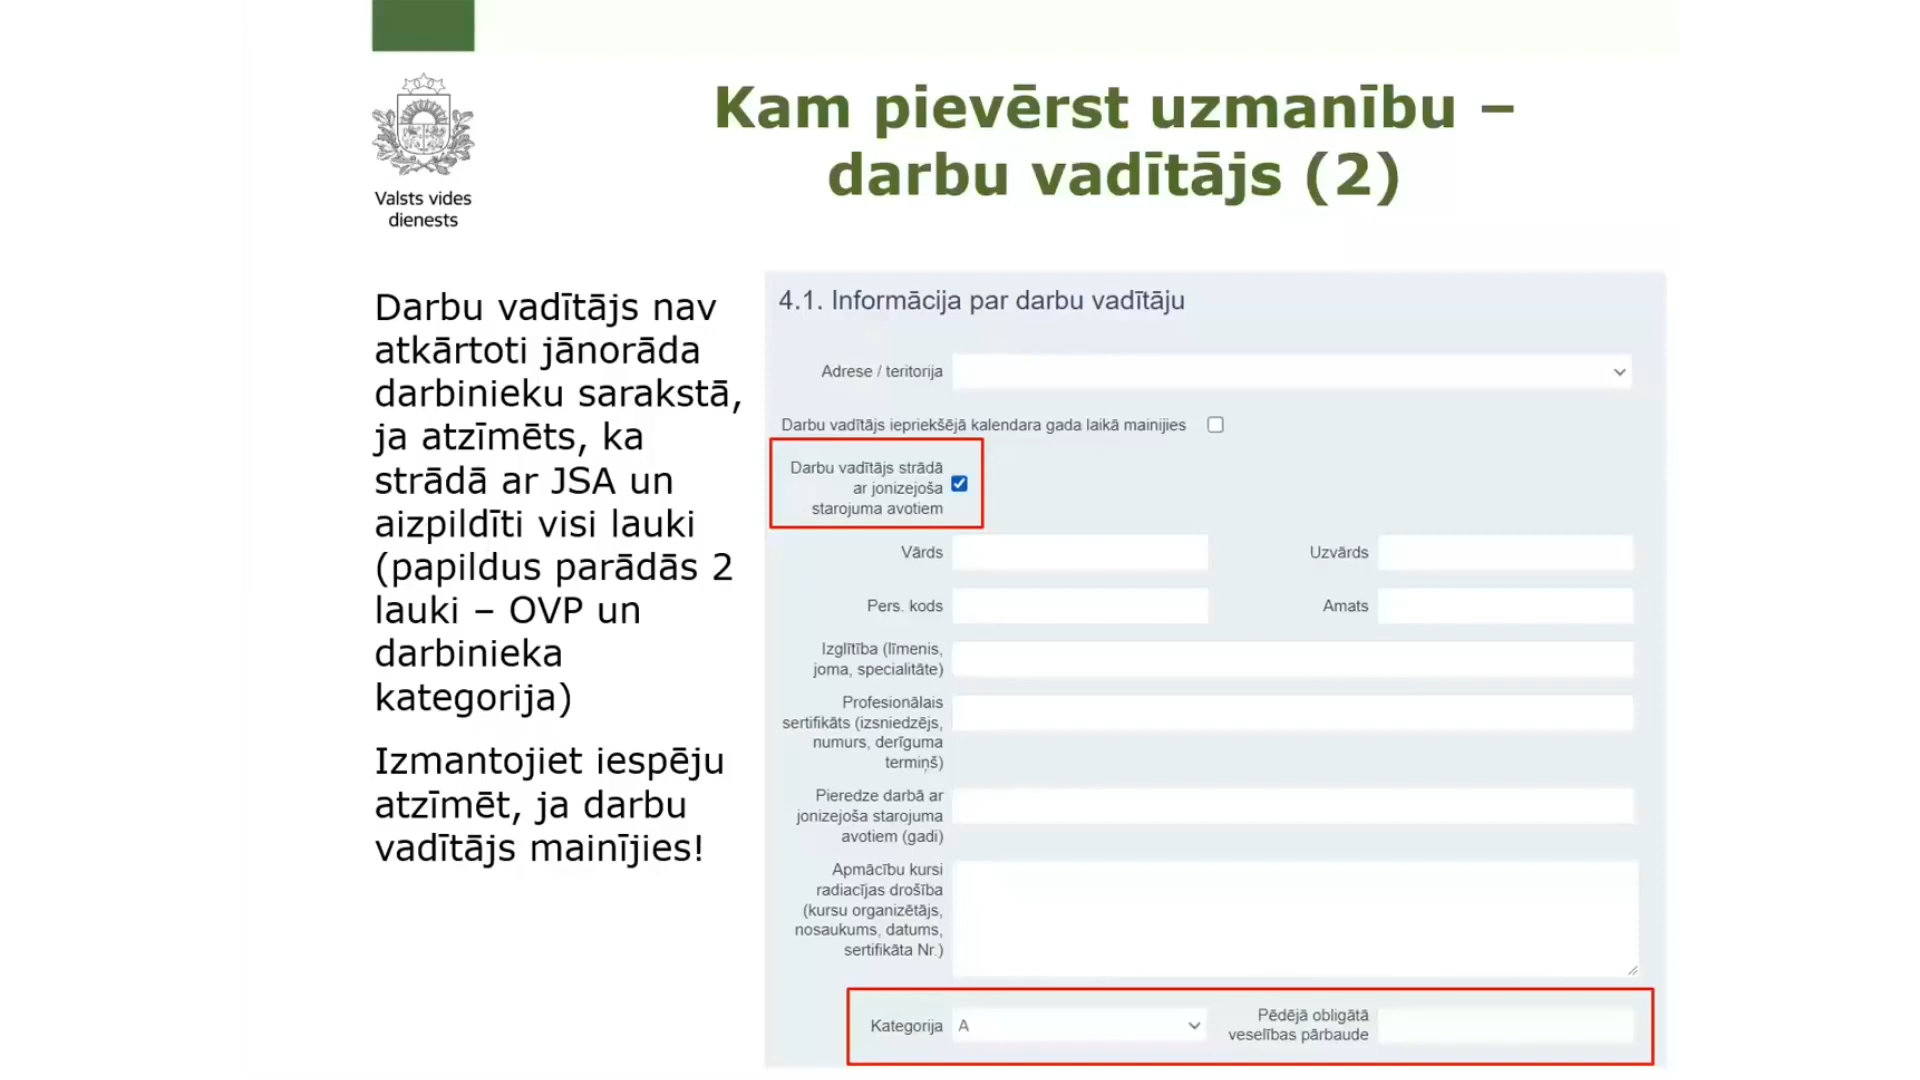 Valsts vides
dienests
Kam pievērst uzmanību –
darbu vadītājs (2)
Darbu vadītājs nav
atkārtoti jānorāda
darbinieku sarakstā,
ja atzīmēts, ka
strādā ar JSA un
aizpildīti visi lauki
(papildus parādās 2
lauki – OVP un
darbinieka
kategorija)
Izmantojiet iespēju
atzīmēt, ja darbu
vadītājs mainījies!
4.1. Informācija par darbu vadītāju
Adrese / teritorija
Darbu vadītājs iepriekšējā kalendara gada laikā mainijies
Darbu vadītājs strādā
ar jonizejoša
starojuma avotiem
Vārds
Uzvārds
Pers. kods
Amats
Izglītība (līmenis,
joma, specialitāte)
Profesionālais
sertifikāts (izsniedzējs,
numurs, derīguma
termiņš)
Pieredze darbā ar
jonizejoša starojuma
avotiem (gadi)
Apmācību kursi
radiacījas drošība
(kursu organizētājs,
nosaukums, datums,
sertifikāta Nr.)
Kategorija A
Pēdējā obligātā
veselības pārbaude